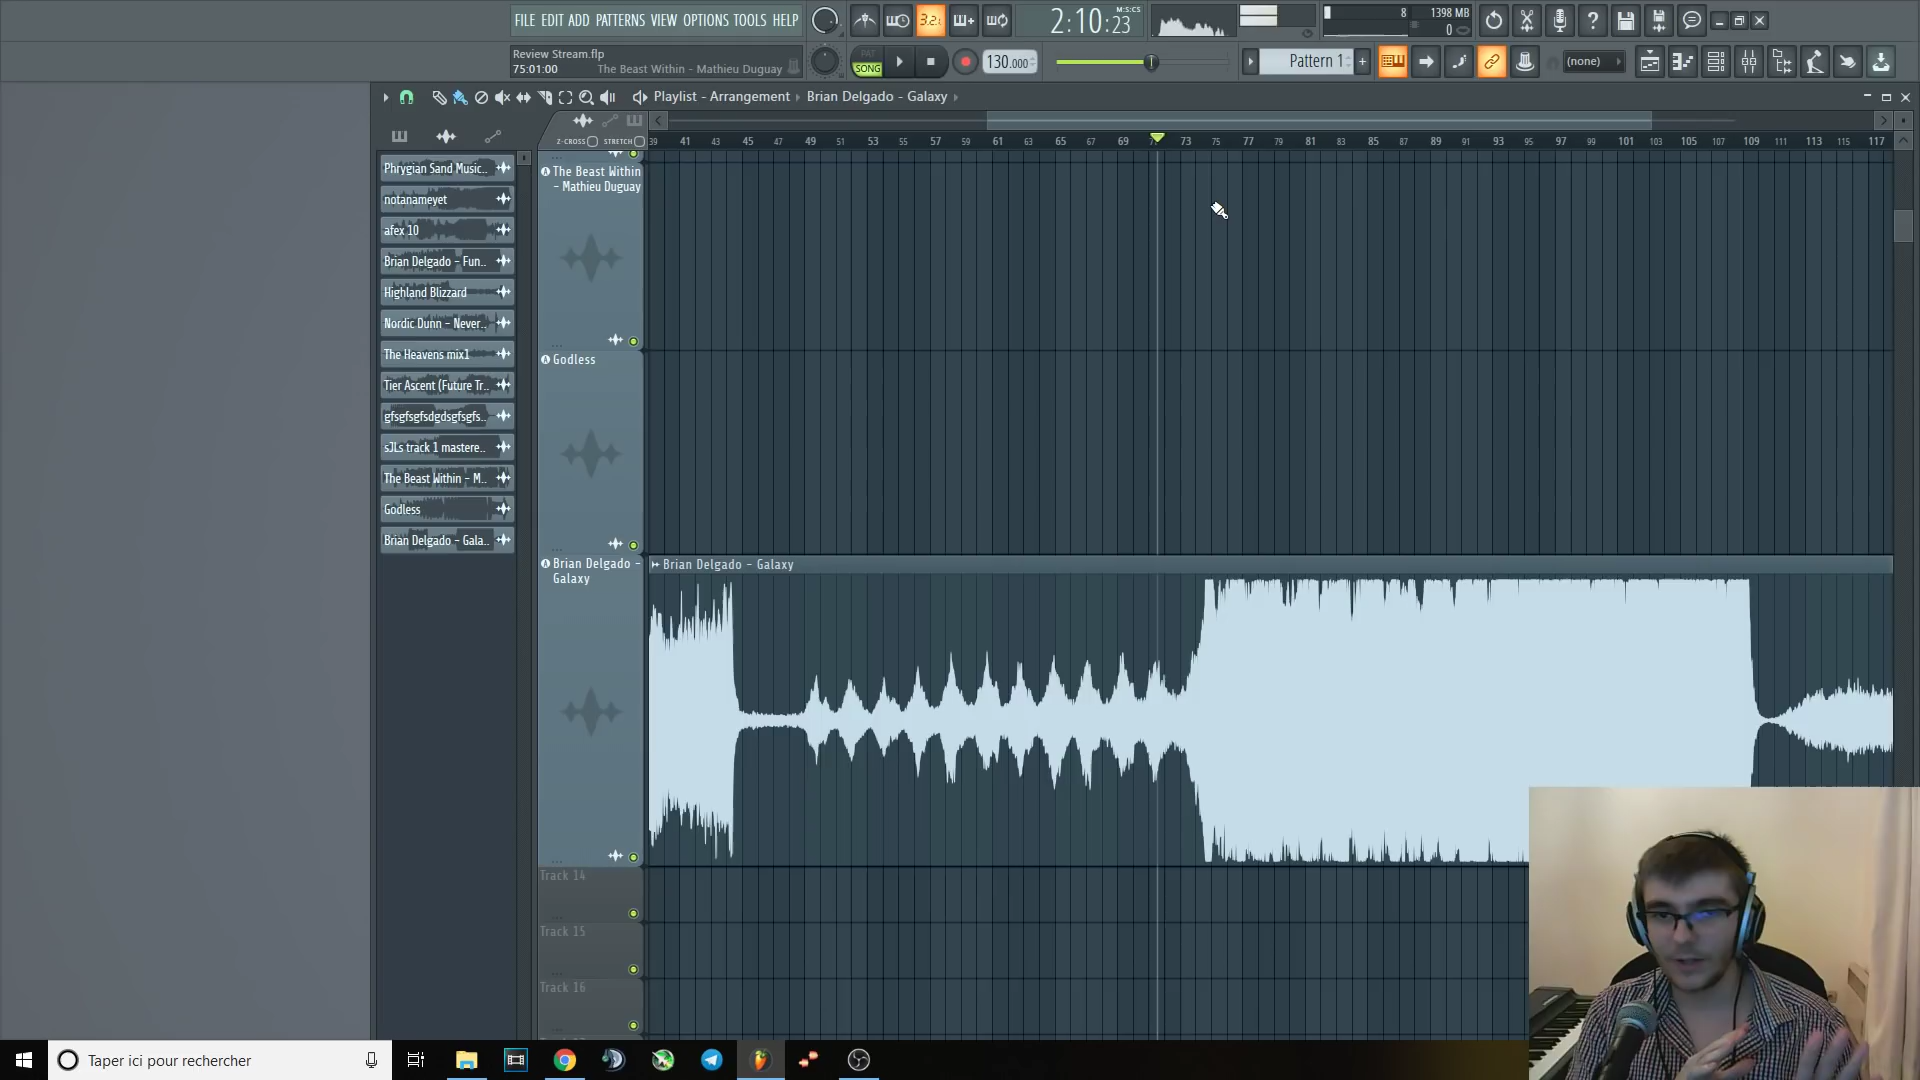 FILE EDIT ADD PATTERNS VIEW OPTIONS TOOLS HELP
3.2
2:10:23
M:S:CS
8
1398 MB
0
Review Stream.flp
75:01:00
The Beast Within - Mathieu Duguay
PAT
SONG
130.000
Pattern 1
(none)
Playlist - Arrangement
Brian Delgado - Galaxy
Z-CROSS
STRETCH
39 41 43 45 47 49 51 53 55 57 59 61 63 65 67 69 73 75 77 79 81 83 85 87 89 91 93 95 97 99 101 103 105 107 109 111 113 115 117
Phrygian Sand Music..
notanameyet
afex 10
Brian Delgado - Fun..
Highland Blizzard
Nordic Dunn - Never..
The Heavens mix1
Tier Ascent (Future Tr..
gfsgfsgfsdgdsgfsgfs..
sJLs track 1 mastere..
The Beast Within - M..
Godless
Brian Delgado - Gala..
The Beast Within
- Mathieu Duguay
Godless
Brian Delgado -
Galaxy
Brian Delgado - Galaxy
Track 14
Track 15
Track 16
Taper ici pour rechercher